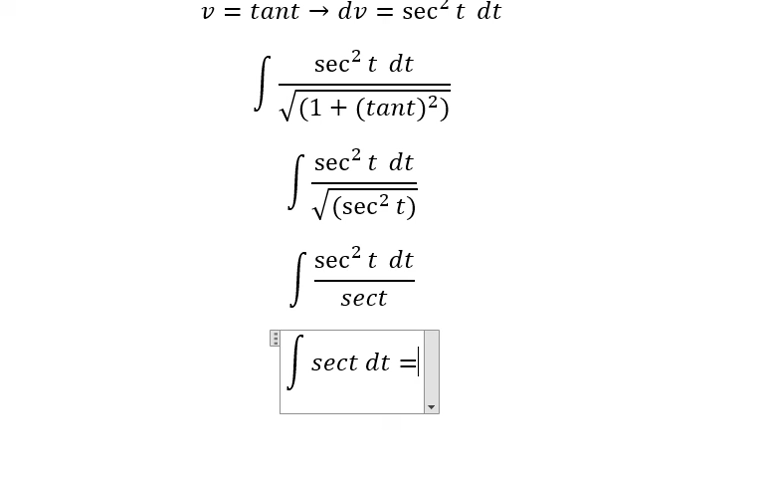 v = tant → dv = sec² t dt
∫ sec² t dt / √(1 + (tant)²)
∫ sec² t dt / √(sec² t)
∫ sec² t dt / sect
∫ sect dt =